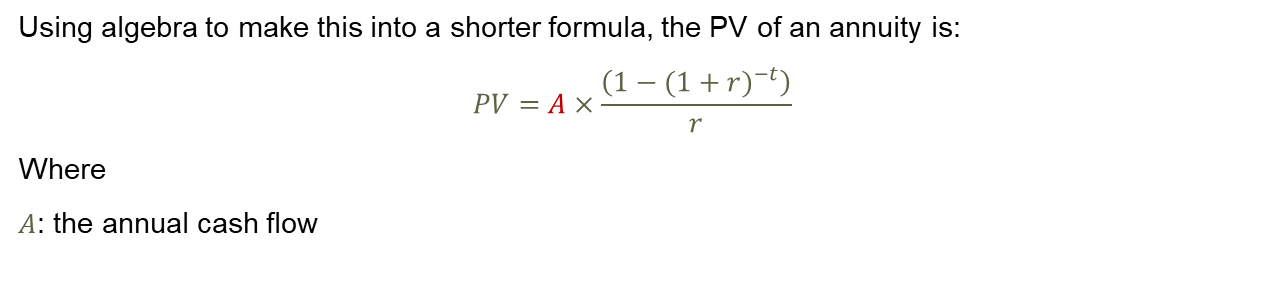 Using algebra to make this into a shorter formula, the PV of an annuity is:
PV = A × (1 − (1 + r)^−t) / r
Where
A: the annual cash flow